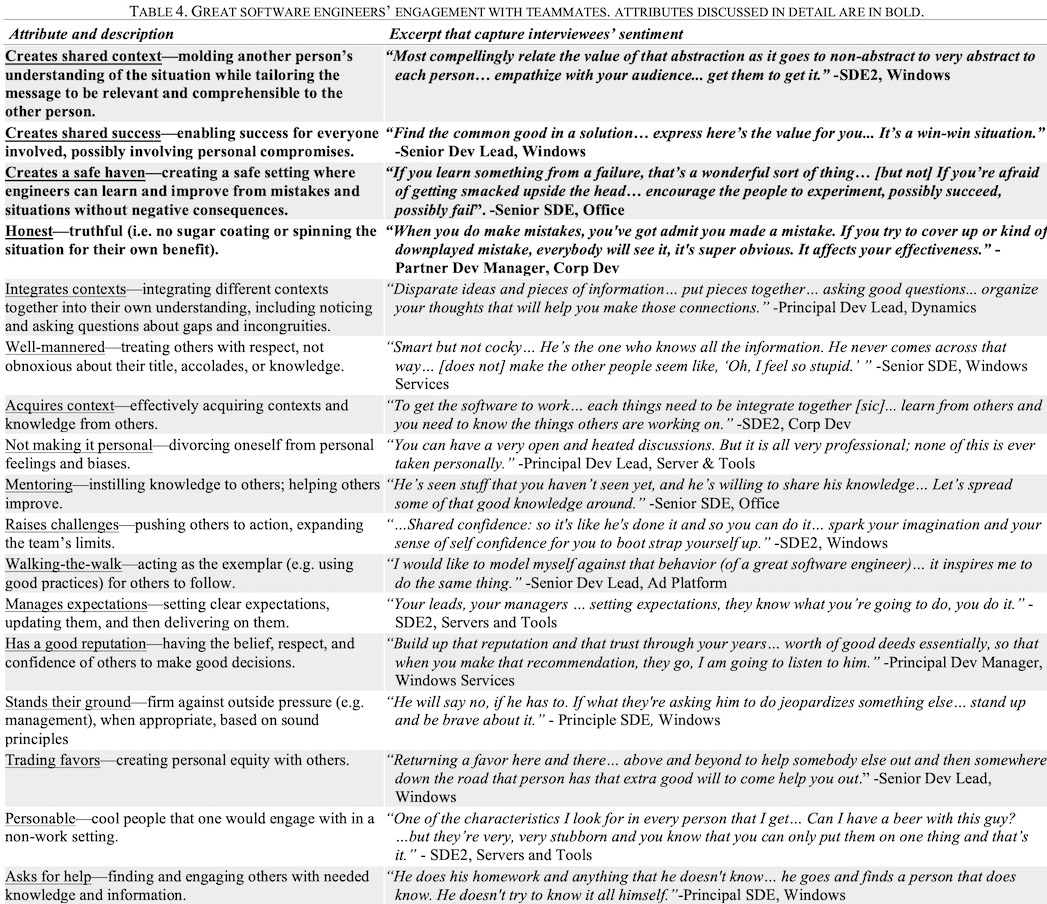 TABLE 4. GREAT SOFTWARE ENGINEERS' ENGAGEMENT WITH TEAMMATES. ATTRIBUTES DISCUSSED IN DETAIL ARE IN BOLD.
Attribute and description
Excerpt that capture interviewees' sentiment
Creates shared context—molding another person's
understanding of the situation while tailoring the
message to be relevant and comprehensible to the
other person.
"Most compellingly relate the value of that abstraction as it goes to non-abstract to very abstract to
each person… empathize with your audience... get them to get it." -SDE2, Windows
Creates shared success—enabling success for everyone
involved, possibly involving personal compromises.
"Find the common good in a solution… express here's the value for you... It's a win-win situation."
-Senior Dev Lead, Windows
Creates a safe haven—creating a safe setting where
engineers can learn and improve from mistakes and
situations without negative consequences.
"If you learn something from a failure, that's a wonderful sort of thing… [but not] If you're afraid
of getting smacked upside the head… encourage the people to experiment, possibly succeed,
possibly fail". -Senior SDE, Office
Honest—truthful (i.e. no sugar coating or spinning the
situation for their own benefit).
"When you do make mistakes, you've got admit you made a mistake. If you try to cover up or kind of
downplayed mistake, everybody will see it, it's super obvious. It affects your effectiveness." -
Partner Dev Manager, Corp Dev
Integrates contexts—integrating different contexts
together into their own understanding, including noticing
and asking questions about gaps and incongruities.
"Disparate ideas and pieces of information… put pieces together… asking good questions... organize
your thoughts that will help you make those connections." -Principal Dev Lead, Dynamics
Well-mannered—treating others with respect, not
obnoxious about their title, accolades, or knowledge.
"Smart but not cocky… He's the one who knows all the information. He never comes across that
way… [does not] make the other people seem like, 'Oh, I feel so stupid.' " -Senior SDE, Windows
Services
Acquires context—effectively acquiring contexts and
knowledge from others.
"To get the software to work… each things need to be integrate together [sic]... learn from others and
you need to know the things others are working on." -SDE2, Corp Dev
Not making it personal—divorcing oneself from personal
feelings and biases.
"You can have a very open and heated discussions. But it is all very professional; none of this is ever
taken personally." -Principal Dev Lead, Server & Tools
Mentoring—instilling knowledge to others; helping others
improve.
"He's seen stuff that you haven't seen yet, and he's willing to share his knowledge… Let's spread
some of that good knowledge around." -Senior SDE, Office
Raises challenges—pushing others to action, expanding
the team's limits.
"…Shared confidence: so it's like he's done it and so you can do it… spark your imagination and your
sense of self confidence for you to boot strap yourself up." -SDE2, Windows
Walking-the-walk—acting as the exemplar (e.g. using
good practices) for others to follow.
"I would like to model myself against that behavior (of a great software engineer)… it inspires me to
do the same thing." -Senior Dev Lead, Ad Platform
Manages expectations—setting clear expectations,
updating them, and then delivering on them.
"Your leads, your managers … setting expectations, they know what you're going to do, you do it." -
SDE2, Servers and Tools
Has a good reputation—having the belief, respect, and
confidence of others to make good decisions.
"Build up that reputation and that trust through your years… worth of good deeds essentially, so that
when you make that recommendation, they go, I am going to listen to him." -Principal Dev Manager,
Windows Services
Stands their ground—firm against outside pressure (e.g.
management), when appropriate, based on sound
principles
"He will say no, if he has to. If what they're asking him to do jeopardizes something else… stand up
and be brave about it." - Principle SDE, Windows
Trading favors—creating personal equity with others.
"Returning a favor here and there… above and beyond to help somebody else out and then somewhere
down the road that person has that extra good will to come help you out." -Senior Dev Lead,
Windows
Personable—cool people that one would engage with in a
non-work setting.
"One of the characteristics I look for in every person that I get… Can I have a beer with this guy?
…but they're very, very stubborn and you know that you can only put them on one thing and that's
it." - SDE2, Servers and Tools
Asks for help—finding and engaging others with needed
knowledge and information.
"He does his homework and anything that he doesn't know… he goes and finds a person that does
know. He doesn't try to know it all himself."-Principal SDE, Windows